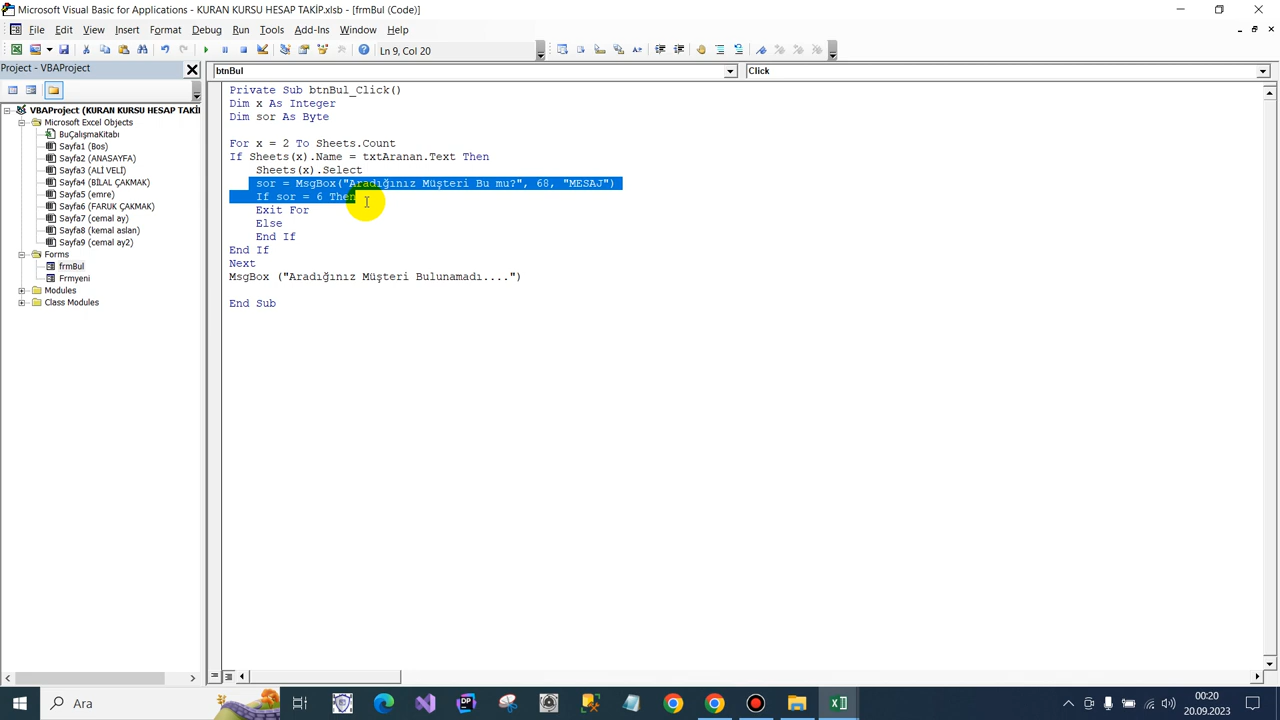 Microsoft Visual Basic for Applications - KURAN KURSU HESAP TAKİP.xlsb - [frmBul (Code)]
File Edit View Insert Format Debug Run Tools Add-Ins Window Help
Ln 9, Col 20
Project - VBAProject
btnBul
Click
VBAProject (KURAN KURSU HESAP TAKİ
Microsoft Excel Objects
BuÇalışmaKitabı
Sayfa1 (Bos)
Sayfa2 (ANASAYFA)
Sayfa3 (ALİ VELİ)
Sayfa4 (BİLAL ÇAKMAK)
Sayfa5 (emre)
Sayfa6 (FARUK ÇAKMAK)
Sayfa7 (cemal ay)
Sayfa8 (kemal aslan)
Sayfa9 (cemal ay2)
Forms
frmBul
Frmyeni
Modules
Class Modules
Private Sub btnBul_Click()
Dim x As Integer
Dim sor As Byte
For x = 2 To Sheets.Count
If Sheets(x).Name = txtAranan.Text Then
Sheets(x).Select
sor = MsgBox("Aradığınız Müşteri Bu mu?", 68, "MESAJ")
If sor = 6 Then
Exit For
Else
End If
End If
Next
MsgBox ("Aradığınız Müşteri Bulunamadı....")
End Sub
Ara
DP
00:20
20.09.2023